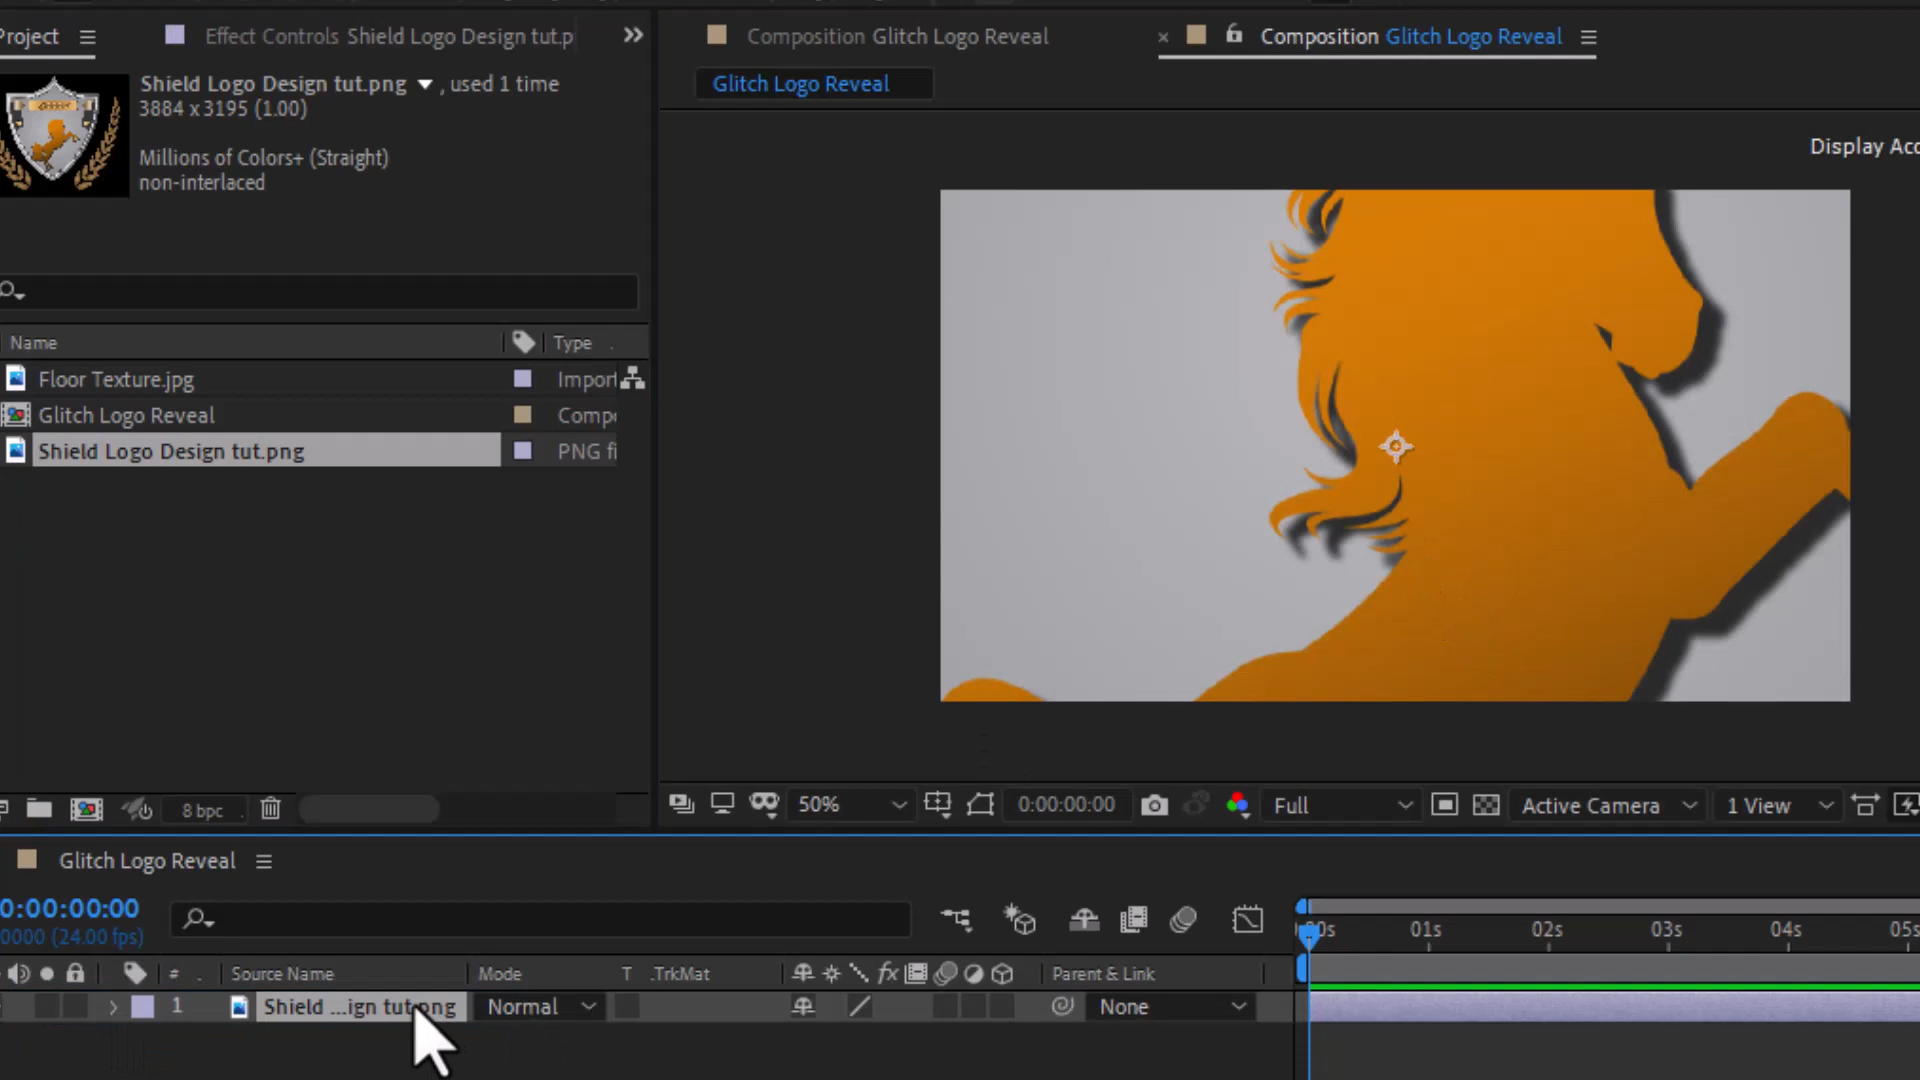 Project
Effect Controls Shield Logo Design tut.p
Composition Glitch Logo Reveal
× Composition Glitch Logo Reveal
Shield Logo Design tut.png , used 1 time
3884 x 3195 (1.00)
Millions of Colors+ (Straight)
non-interlaced
Glitch Logo Reveal
Display Acc
Name
Type
Floor Texture.jpg
Import
Glitch Logo Reveal
Compo
Shield Logo Design tut.png
PNG fi
8 bpc
50%
0:00:00:00
Full
Active Camera
1 View
Glitch Logo Reveal
0:00:00:00
0000 (24.00 fps)
# . Source Name
Mode
T .TrkMat
fx
Parent & Link
00s 01s 02s 03s 04s 05s
1 Shield ...ign tut.png
Normal
None